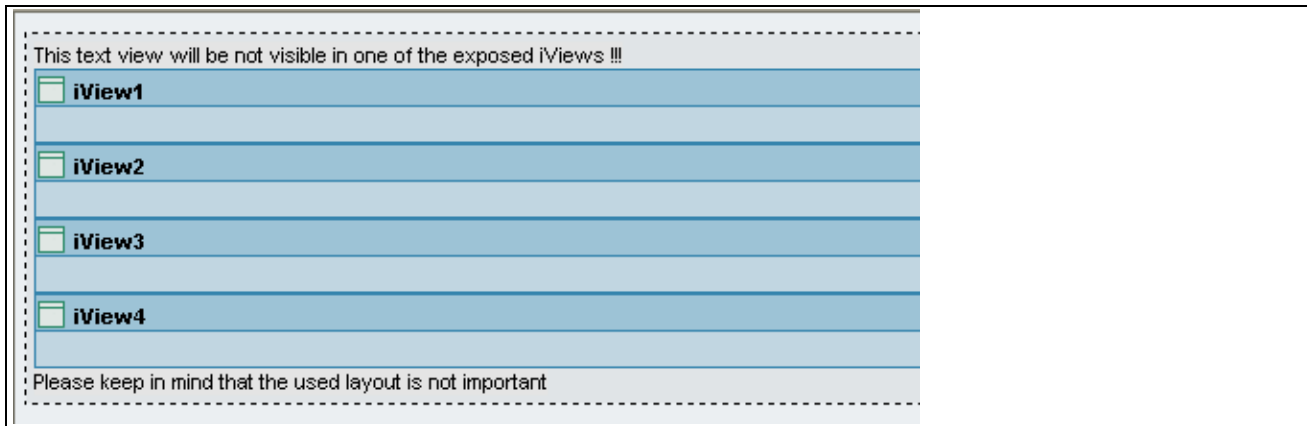 This text view will be not visible in one of the exposed iViews !!!
iView1
iView2
iView3
iView4
Please keep in mind that the used layout is not important